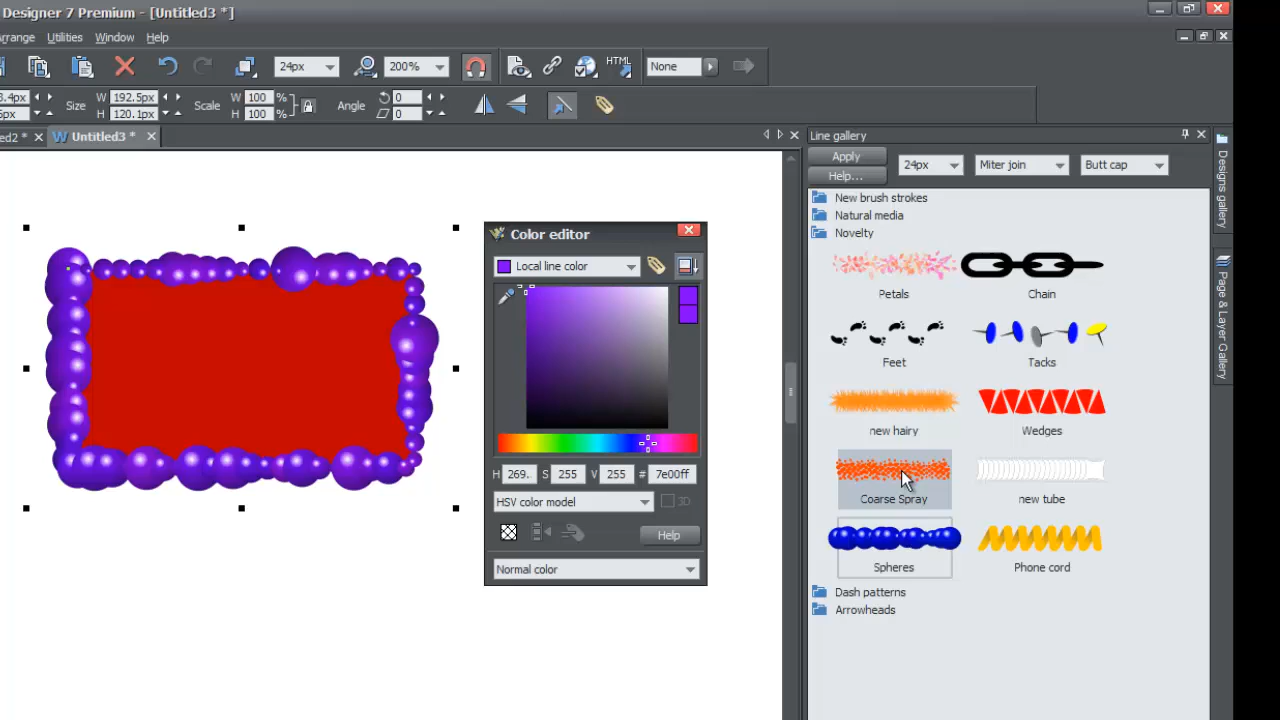 Designer 7 Premium - [Untitled3 *]
Utilities Window Help
24px 200% HTML None
Size W 192.5px H 120.1px Scale W 100 H 100 % % Angle 0 0
Untitled3 *
Line gallery
Apply
Help...
24px Miter join Butt cap
New brush strokes
Natural media
Novelty
Petals Chain
Feet Tacks
new hairy Wedges
Coarse Spray new tube
Spheres Phone cord
Dash patterns
Arrowheads
Designs gallery
Page & Layer Gallery
Color editor
Local line color
H 269. S 255 V 255 # 7e00ff
HSV color model 3D
Help
Normal color